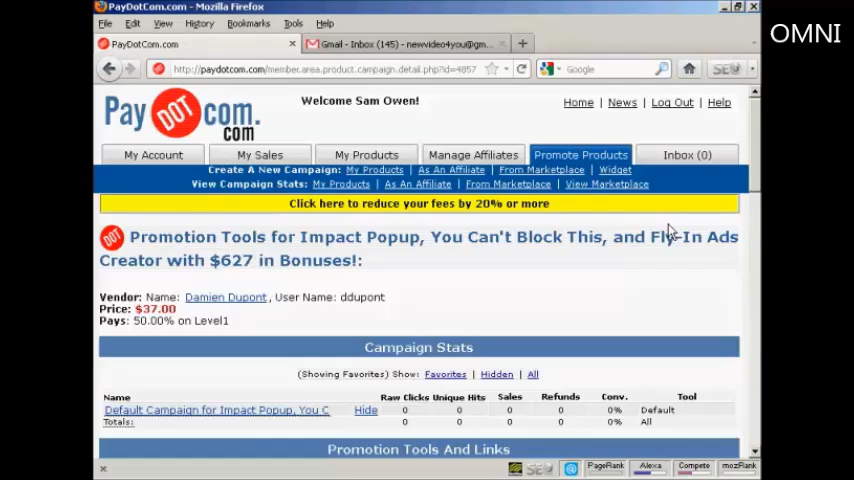 PayDotCom.com - Mozilla Firefox
OMNI
File Edit View History Bookmarks Tools Help
PayDotCom.com × Gmail - Inbox (145) - newvideo4you@gm... ×
http://paydotcom.com/member.area.product.campaign.detail.php?id=4857 Google SEO
Pay DOT com.com
Welcome Sam Owen!
Home | News | Log Out | Help
My Account My Sales My Products Manage Affiliates Promote Products Inbox (0)
Create A New Campaign: My Products | As An Affiliate | From Marketplace | Widget
View Campaign Stats: My Products | As An Affiliate | From Marketplace | View Marketplace
Click here to reduce your fees by 20% or more
DOT Promotion Tools for Impact Popup, You Can't Block This, and Fly-In Ads
Creator with $627 in Bonuses!:
Vendor: Name: Damien Dupont , User Name: ddupont
Price: $37.00
Pays: 50.00% on Level1
Campaign Stats
(Showing Favorites) Show: Favorites | Hidden | All
Name Raw Clicks Unique Hits Sales Refunds Conv. Tool
Default Campaign for Impact Popup, You C Hide 0 0 0 0 0% Default
Totals: 0 0 0 0 0% All
Promotion Tools And Links
× SEO PageRank Alexa Compete mozRank